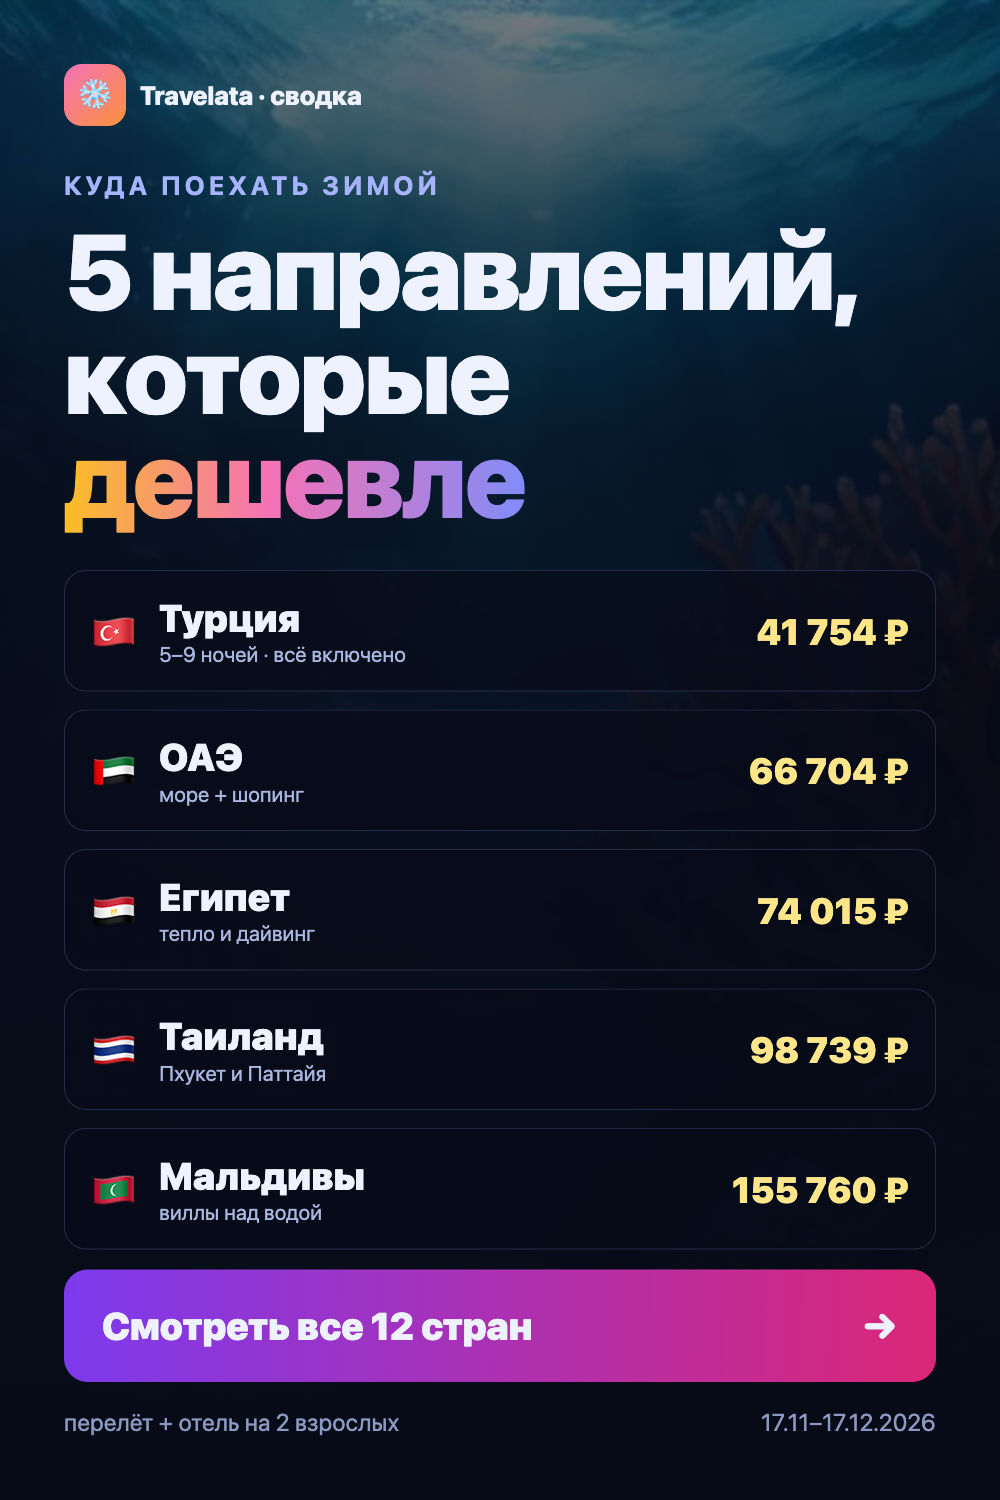 Travelata · сводка
КУДА ПОЕХАТЬ ЗИМОЙ
5 направлений,
которые
дешевле
Турция
5–9 ночей · всё включено
41 754 ₽
ОАЭ
море + шопинг
66 704 ₽
Египет
тепло и дайвинг
74 015 ₽
Таиланд
Пхукет и Паттайя
98 739 ₽
Мальдивы
виллы над водой
155 760 ₽
Смотреть все 12 стран →
перелёт + отель на 2 взрослых
17.11–17.12.2026